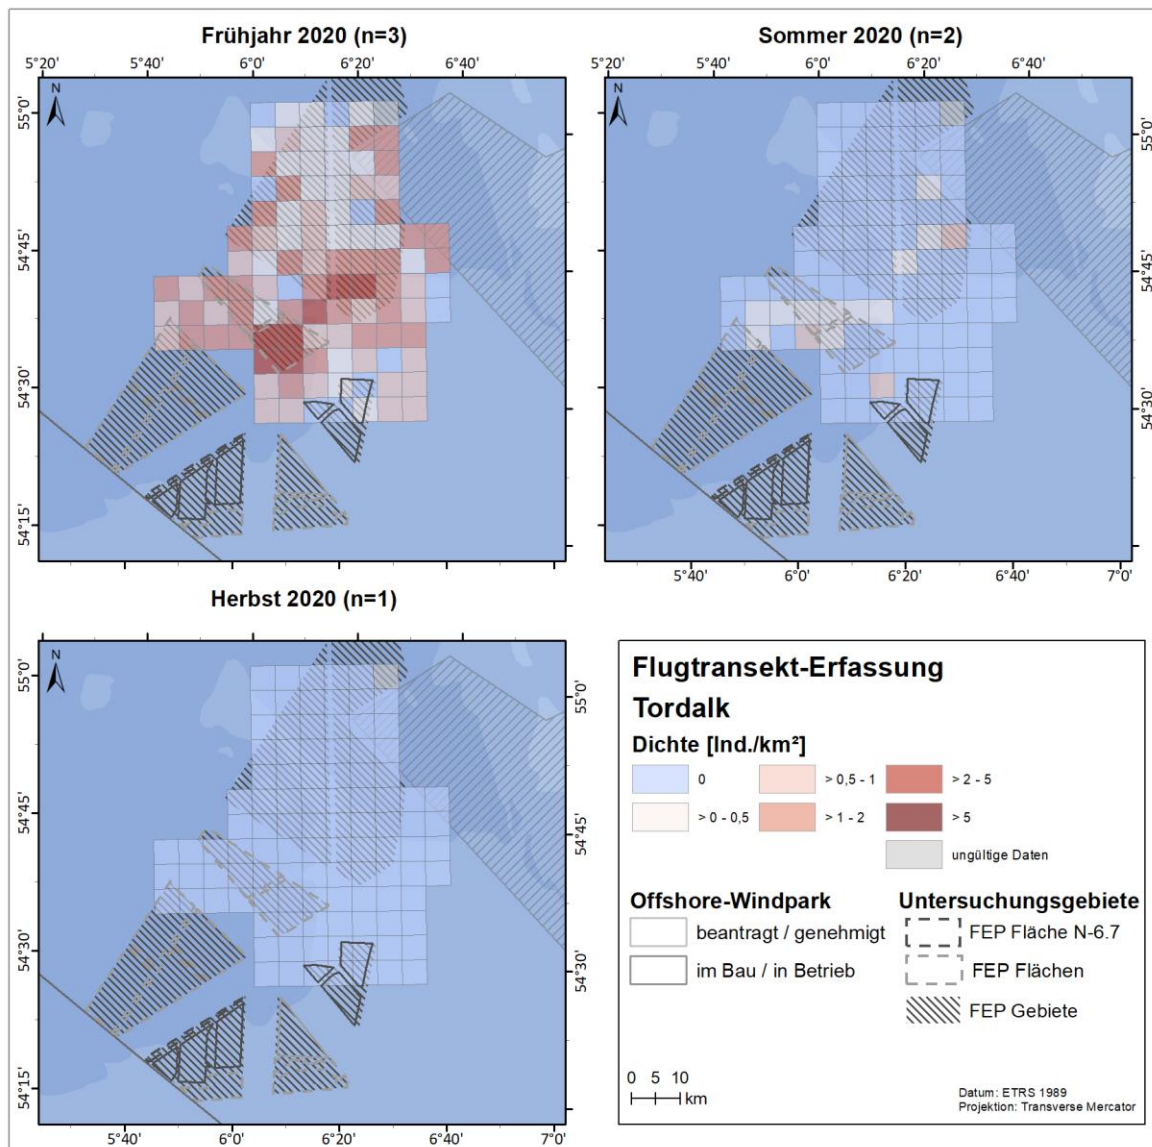 Frühjahr 2020 (n=3)
5°20' 5°40' 6°0' 6°20' 6°40'
N
55°0'
54°45'
54°30'
54°15'
Sommer 2020 (n=2)
5°20' 5°40' 6°0' 6°20' 6°40'
N
55°0'
54°45'
54°30'
5°40' 6°0' 6°20' 6°40' 7°0'
Herbst 2020 (n=1)
N
55°0'
54°45'
54°30'
54°15'
55°0'
54°45'
54°30'
5°40' 6°0' 6°20' 6°40' 7°0'
Flugtransekt-Erfassung
Tordalk
Dichte [Ind./km²]
0
> 0,5 - 1
> 2 - 5
> 0 - 0,5
> 1 - 2
> 5
ungültige Daten
Offshore-Windpark
beantragt / genehmigt
im Bau / in Betrieb
Untersuchungsgebiete
FEP Fläche N-6.7
FEP Flächen
FEP Gebiete
0 5 10
km
Datum: ETRS 1989
Projektion: Transverse Mercator